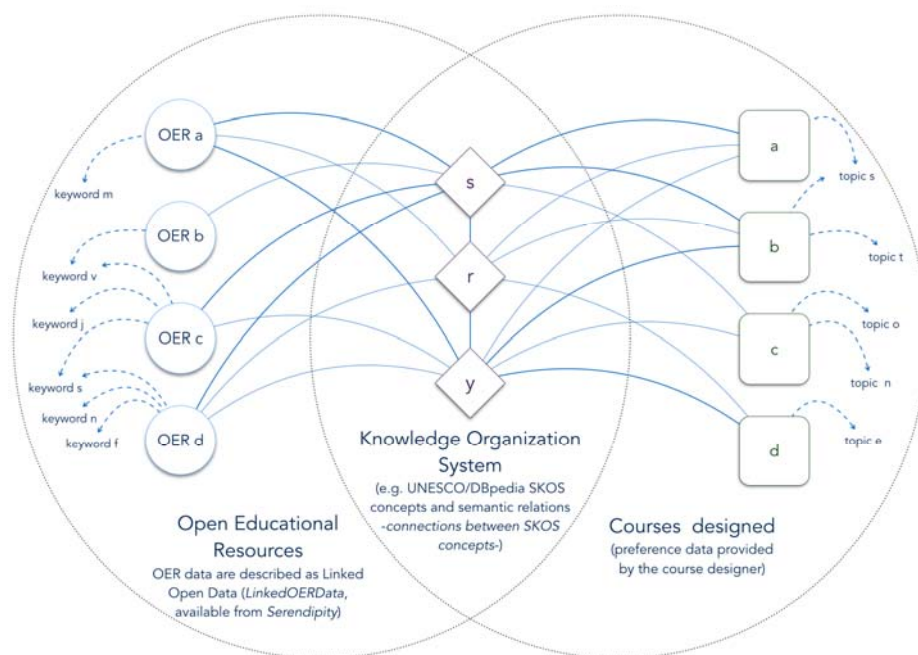 OER a
keyword m
OER b
keyword v
keyword j
OER c
keyword s
keyword n
keyword f
OER d
s
r
y
a
topic s
b
topic t
c
topic o
topic n
d
topic e
Knowledge Organization
System
(e.g. UNESCO/DBpedia SKOS
concepts and semantic relations
-connections between SKOS
concepts-)
Open Educational
Resources
OER data are described as Linked
Open Data (LinkedOERData,
available from Serendipity)
Courses designed
(preference data provided
by the course designer)